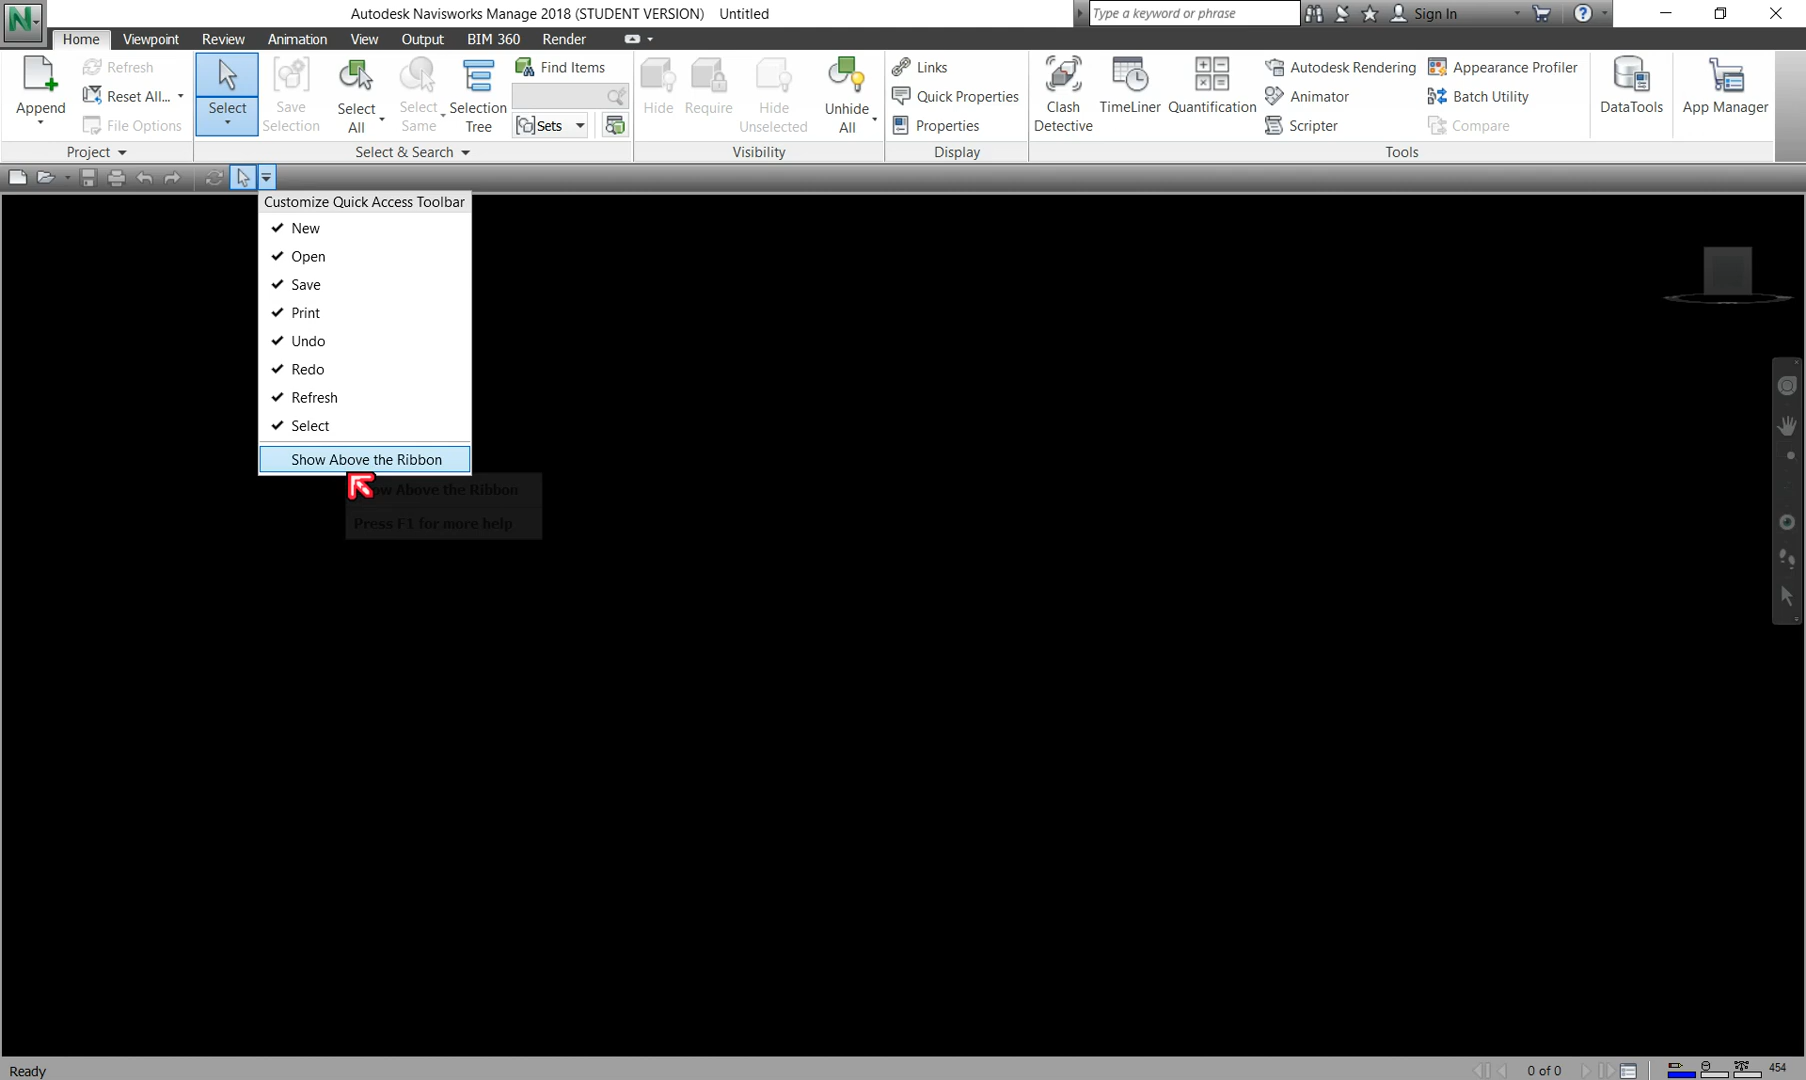 N Autodesk Navisworks Manage 2018 (STUDENT VERSION) Untitled Type a keyword or phrase Sign In ?
Home Viewpoint Review Animation View Output BIM 360 Render
Append
Refresh
Reset All...
File Options
Project
Select
Save
Selection
Select
All
Select
Same
Selection
Tree
Find Items
Sets
Select & Search
Hide
Require
Hide
Unselected
Unhide
All
Visibility
Links
Quick Properties
Properties
Display
Clash
Detective
TimeLiner
Quantification
Autodesk Rendering
Animator
Scripter
Appearance Profiler
Batch Utility
Compare
Tools
DataTools
App Manager
Customize Quick Access Toolbar
New
Open
Save
Print
Undo
Redo
Refresh
Select
Show Above the Ribbon
Above the Ribbon
Press F1 for more help
Ready 0 of 0 454